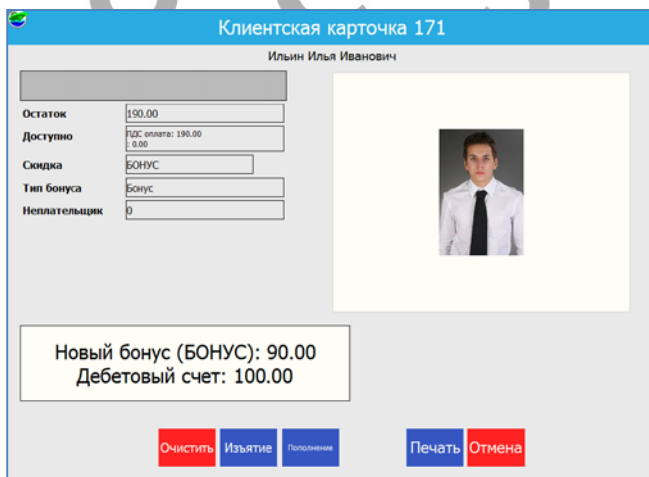 Клиентская карточка 171
Ильин Илья Иванович
Остаток 190.00
Доступно ПДС оплата: 190.00
: 0.00
Скидка БОНУС
Тип бонуса Бонус
Неплательщик 0
Новый бонус (БОНУС): 90.00
Дебетовый счет: 100.00
Очистить Изъятие Пополнение Печать Отмена